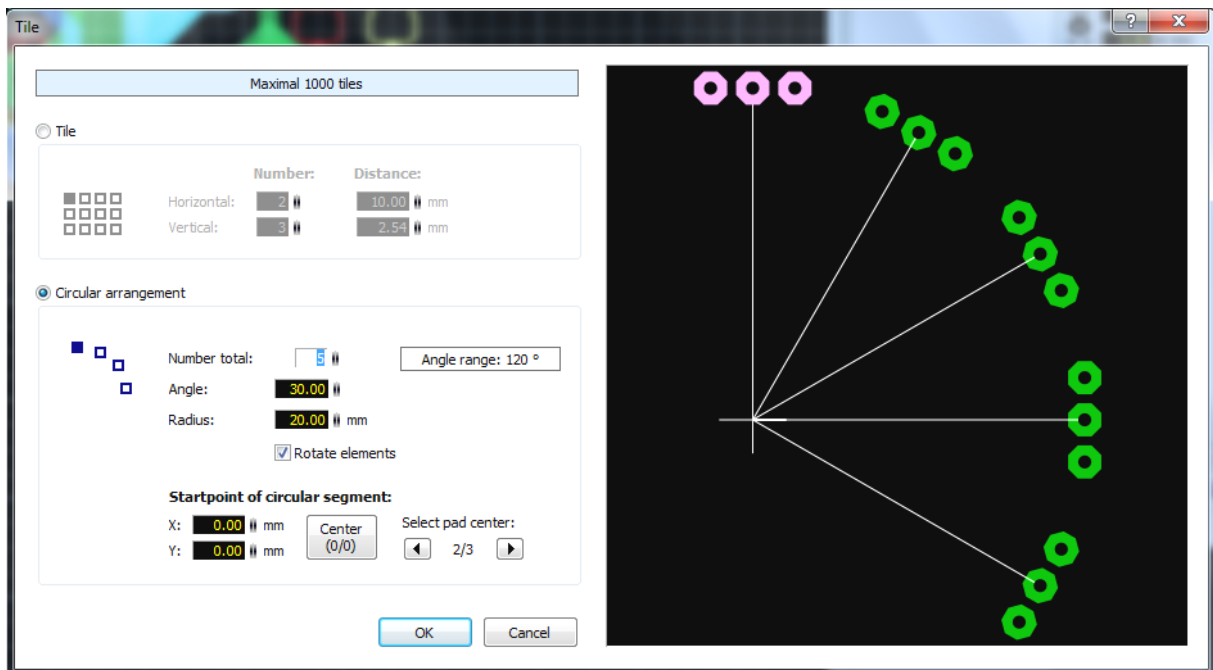 Tile
?
X
Maximal 1000 tiles
Tile
Number: Distance:
Horizontal: 2 10.00 mm
Vertical: 3 2.54 mm
Circular arrangement
Number total: 5 Angle range: 120 °
Angle: 30.00
Radius: 20.00 mm
Rotate elements
Startpoint of circular segment:
X: 0.00 mm Center (0/0) Select pad center:
Y: 0.00 mm 2/3
OK Cancel